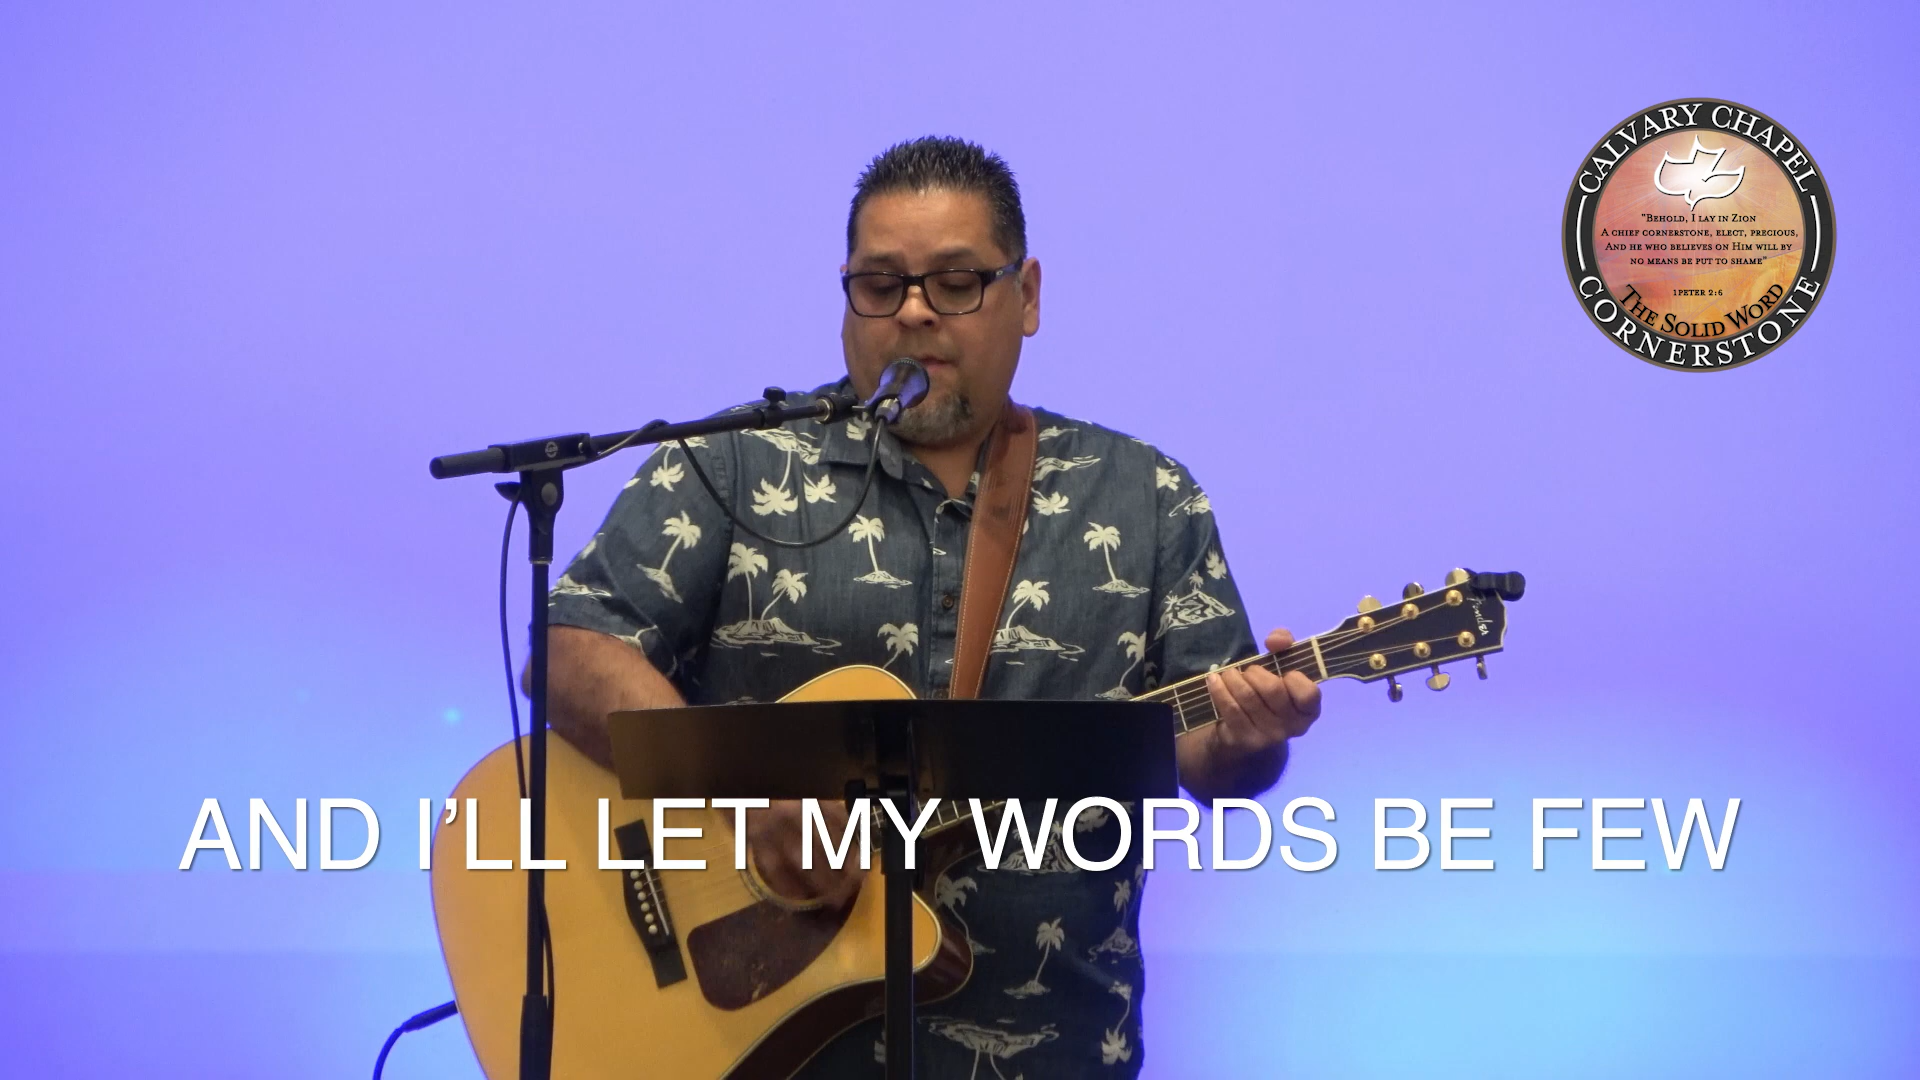 CALVARY CHAPEL
"Behold, I lay in Zion
A chief cornerstone, elect, precious,
And he who believes on Him will by
no means be put to shame"
1Peter 2:6
The Solid Word
CORNERSTONE
Fender
AND I'LL LET MY WORDS BE FEW